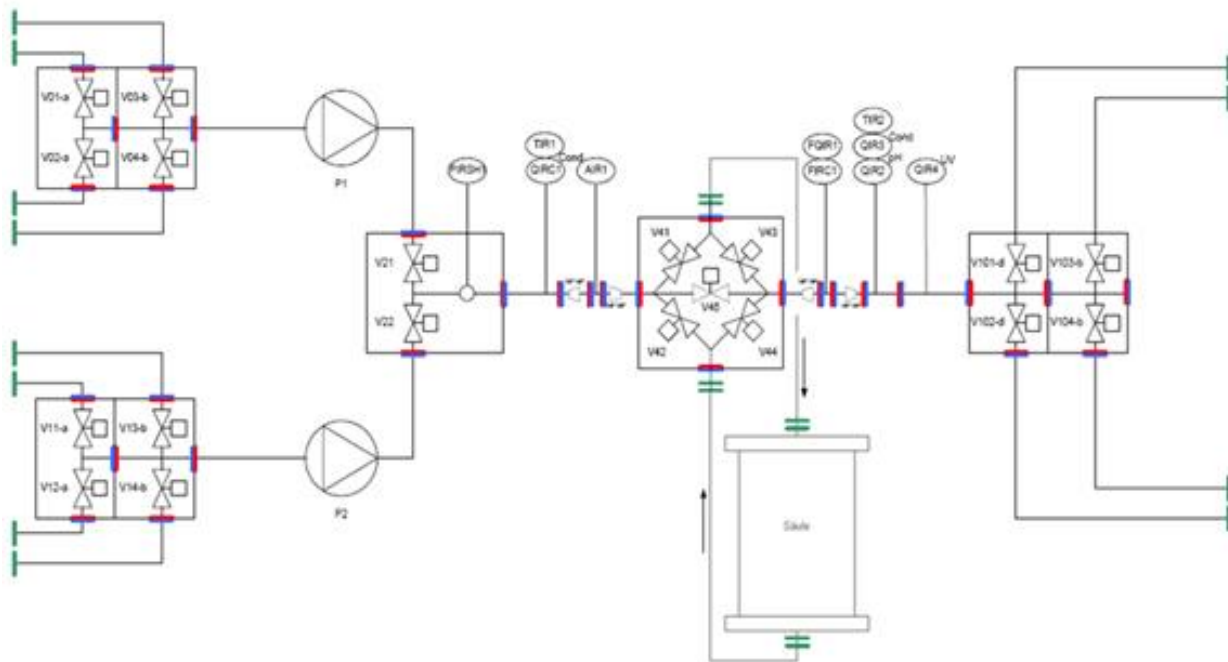 V01-a
V03-b
V02-a
V04-b
P1
TIR1
QIRC1
Cond
AIR1
FQIR1
FIRC1
TIR2
QIR3
Cond
QIR2
pH
QIR4
UV
V21
V22
V41
V43
V45
V42
V44
V101-d
V103-b
V102-d
V104-b
V11-a
V13-b
V12-a
V14-b
P2
Säule